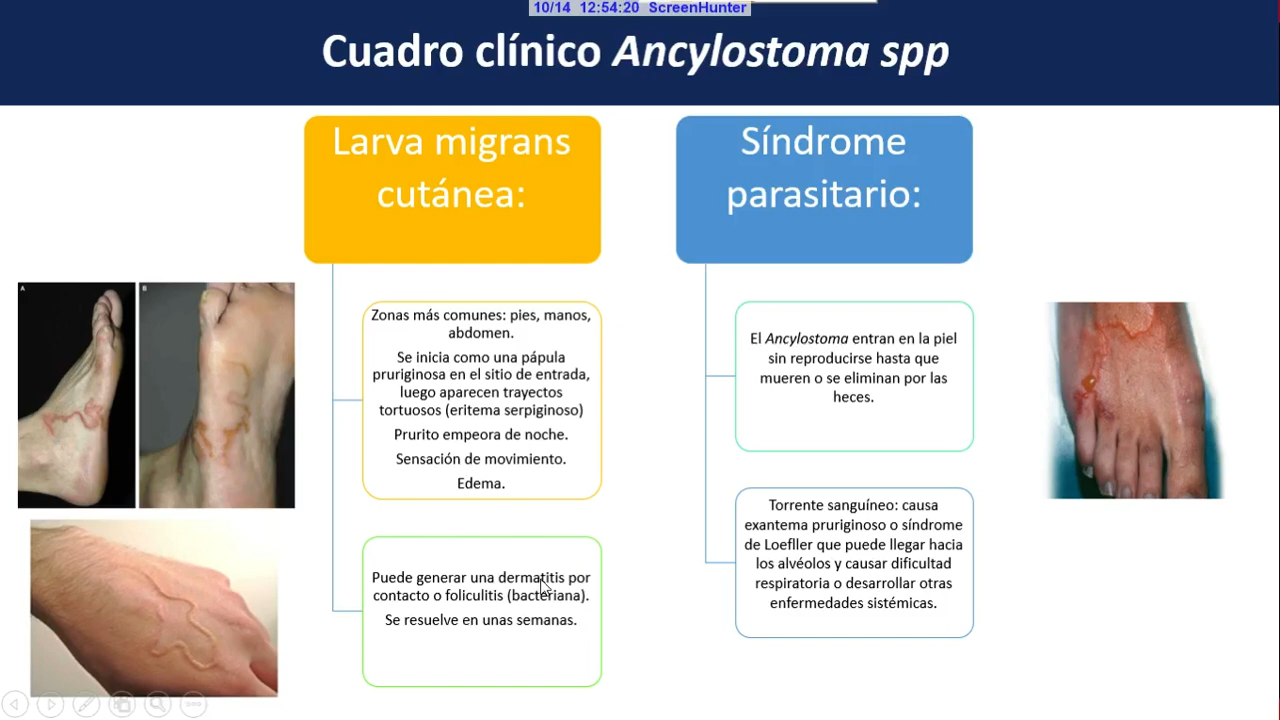 10/14 12:54:20 ScreenHunter
Cuadro clínico Ancylostoma spp
Larva migrans
cutánea:
Zonas más comunes: pies, manos,
abdomen.
Se inicia como una pápula
pruriginosa en el sitio de entrada,
luego aparecen trayectos
tortuosos (eritema serpiginoso)
Prurito empeora de noche.
Sensación de movimiento.
Edema.
Puede generar una dermatitis por
contacto o foliculitis (bacteriana).
Se resuelve en unas semanas.
Síndrome
parasitario:
El Ancylostoma entran en la piel
sin reproducirse hasta que
mueren o se eliminan por las
heces.
Torrente sanguíneo: causa
exantema pruriginoso o síndrome
de Loefller que puede llegar hacia
los alvéolos y causar dificultad
respiratoria o desarrollar otras
enfermedades sistémicas.
A
B